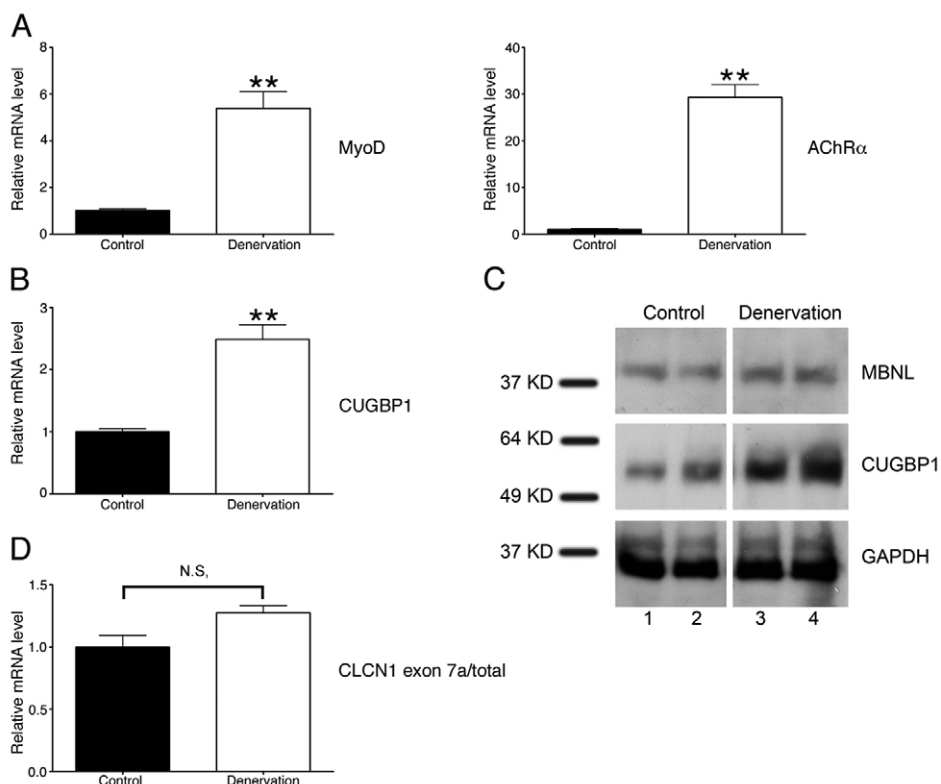 A
Relative mRNA level
8
6
4
2
0
**
Control
Denervation
MyoD
Relative mRNA level
40
30
20
10
0
**
Control
Denervation
AChRα
B
Relative mRNA level
3
2
1
0
**
Control
Denervation
CUGBP1
C
Control
Denervation
37 KD
MBNL
64 KD
CUGBP1
49 KD
37 KD
GAPDH
1
2
3
4
D
Relative mRNA level
1.5
1.0
0.5
0.0
N.S,
Control
Denervation
CLCN1 exon 7a/total